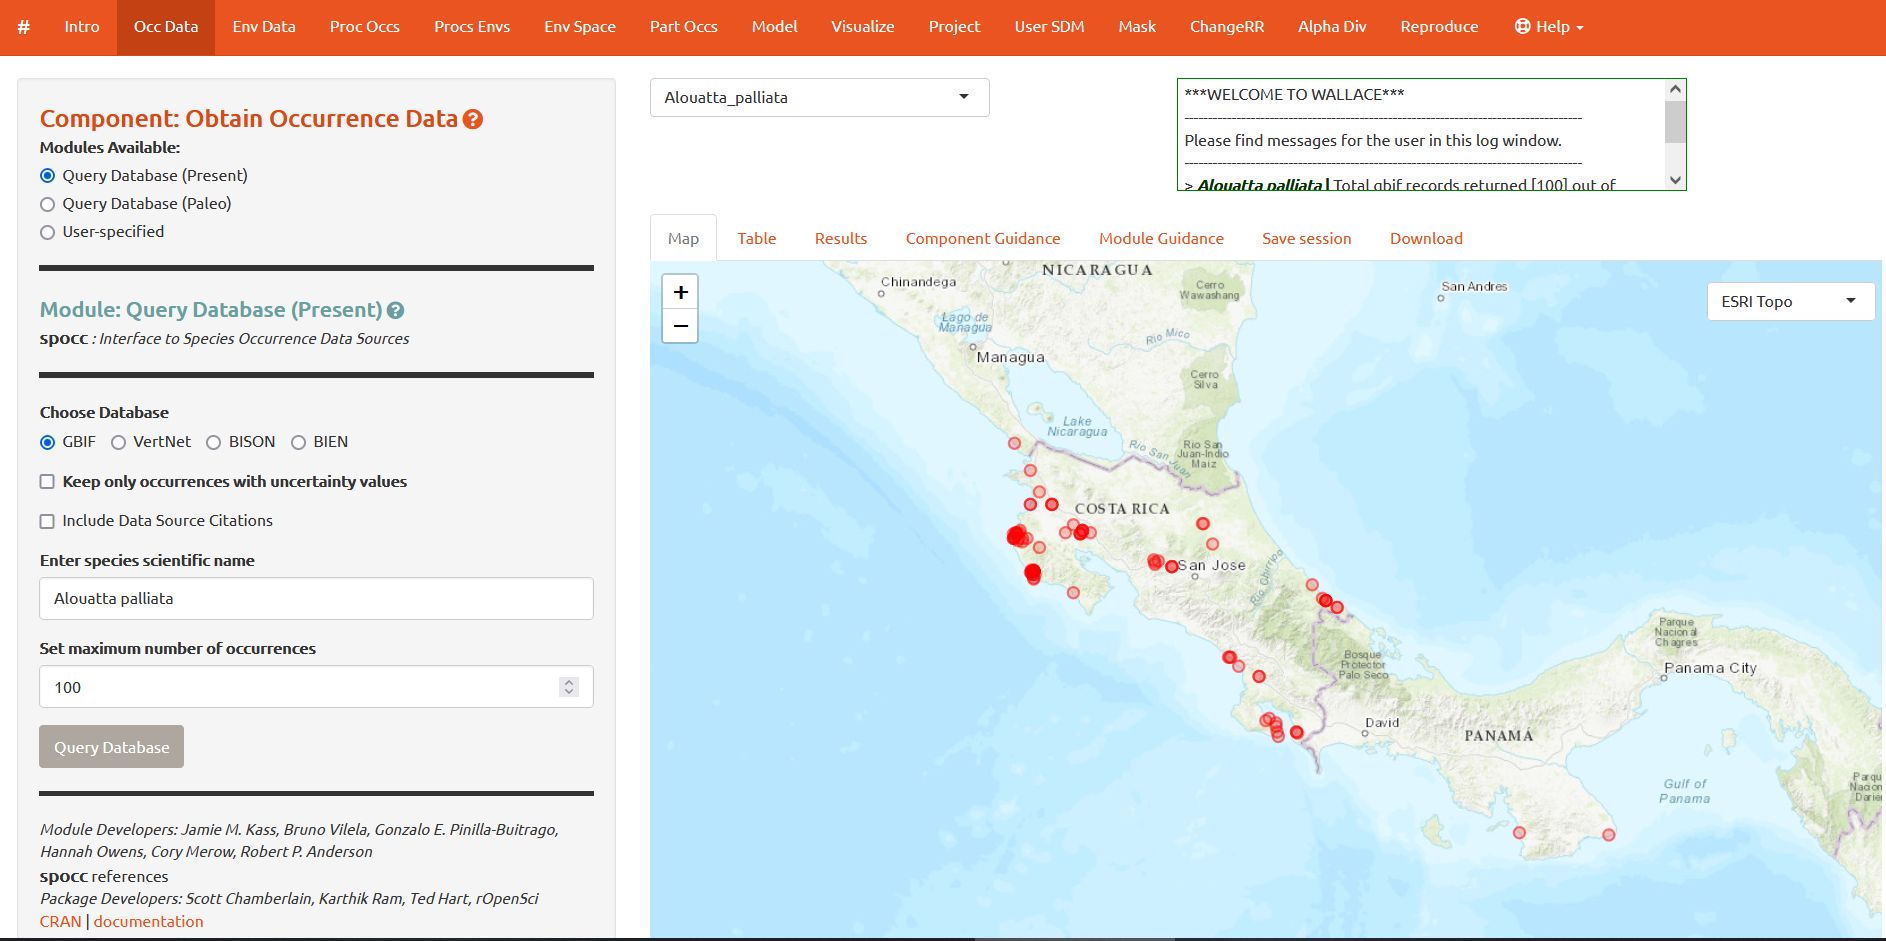 # Intro Occ Data Env Data Proc Occs Procs Envs Env Space Part Occs Model Visualize Project User SDM Mask ChangeRR Alpha Div Reproduce Help
Component: Obtain Occurrence Data ?
Modules Available:
Query Database (Present)
Query Database (Paleo)
User-specified
Module: Query Database (Present) ?
spocc : Interface to Species Occurrence Data Sources
Choose Database
GBIF VertNet BISON BIEN
Keep only occurrences with uncertainty values
Include Data Source Citations
Enter species scientific name
Alouatta palliata
Set maximum number of occurrences
100
Query Database
Module Developers: Jamie M. Kass, Bruno Vilela, Gonzalo E. Pinilla-Buitrago,
Hannah Owens, Cory Merow, Robert P. Anderson
spocc references
Package Developers: Scott Chamberlain, Karthik Ram, Ted Hart, rOpenSci
CRAN | documentation
Alouatta_palliata
***WELCOME TO WALLACE***
Please find messages for the user in this log window.
> Alouatta palliata | Total gbif records returned [100] out of
Map Table Results Component Guidance Module Guidance Save session Download
+
−
ESRI Topo
NICARAGUA
Chinandega
Cerro
Wawashang
San Andres
Lago de
Managua
Rio Mico
Managua
Cerro
Silva
Lake
Nicaragua
Rio San Juan
Rio San
Juan-Indio
Maiz
COSTA RICA
San Jose
Rio Chirripo
Bosque
Protector
Palo Seco
Parque
Nacional
Chagres
Panama City
David
PANAMÁ
Gulf of
Panama
Parqu
Nacion
Darie